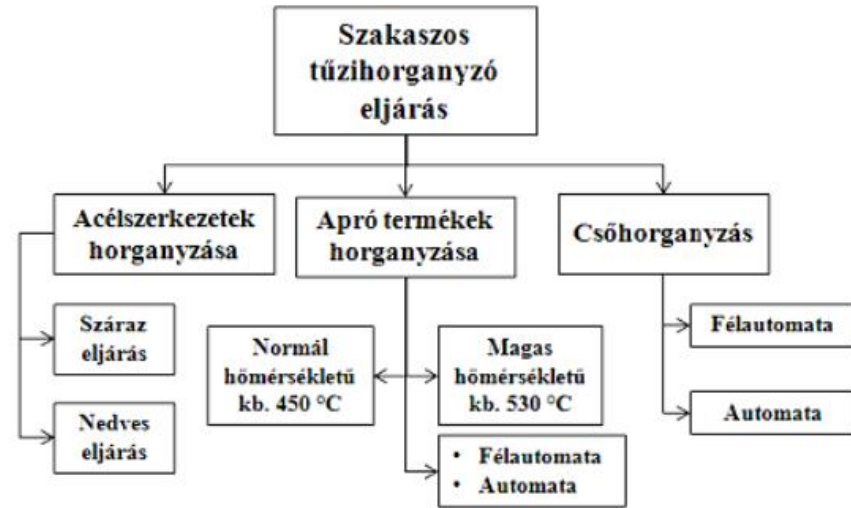 Szakaszos
tűzihorganyzó
eljárás
Acélszerkezetek
horganyzása
Apró termékek
horganyzása
Csőhorganyzás
Száraz
eljárás
Nedves
eljárás
Normál
hőmérsékletű
kb. 450 °C
Magas
hőmérsékletű
kb. 530 °C
• Félautomata
• Automata
Félautomata
Automata